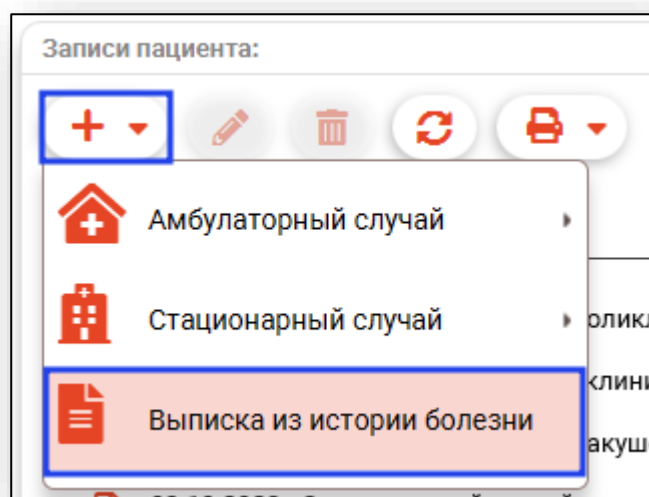 Записи пациента:
Амбулаторный случай
Стационарный случай
Выписка из истории болезни